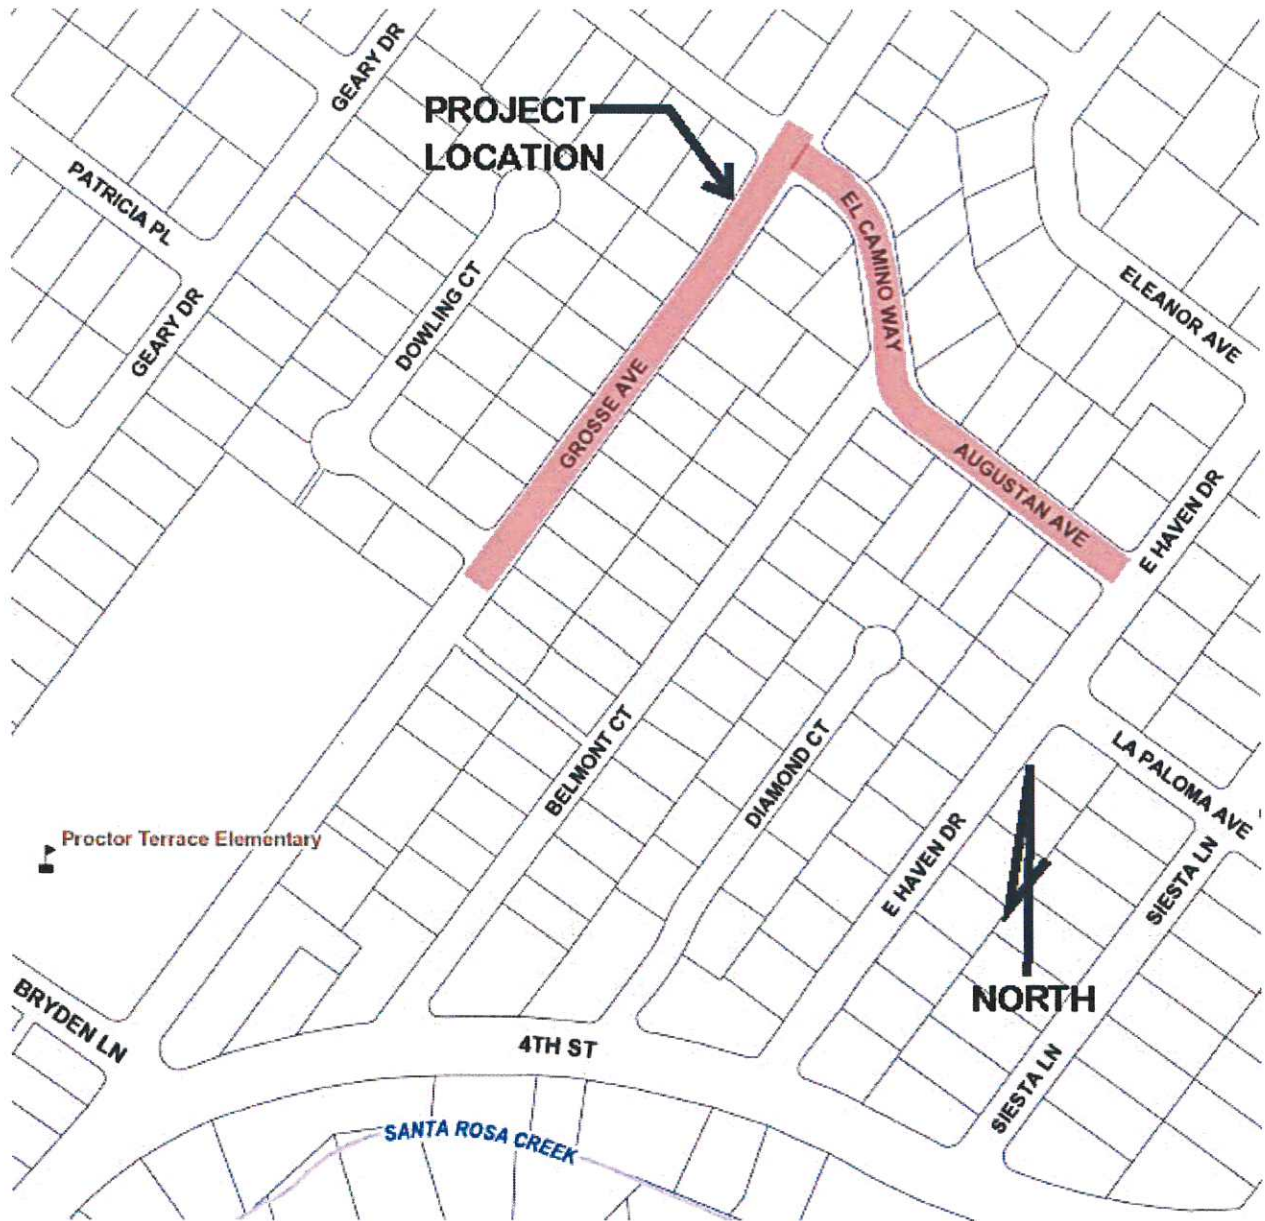 GEARY DR
PROJECT
LOCATION
PATRICIA PL
EL CAMINO WAY
GEARY DR
DOWLING CT
ELEANOR AVE
GROSSE AVE
AUGUSTAN AVE
E HAVEN DR
BELMONT CT
DIAMOND CT
LA PALOMA AVE
Proctor Terrace Elementary
E HAVEN DR
SIESTA LN
NORTH
BRYDEN LN
4TH ST
SIESTA LN
SANTA ROSA CREEK